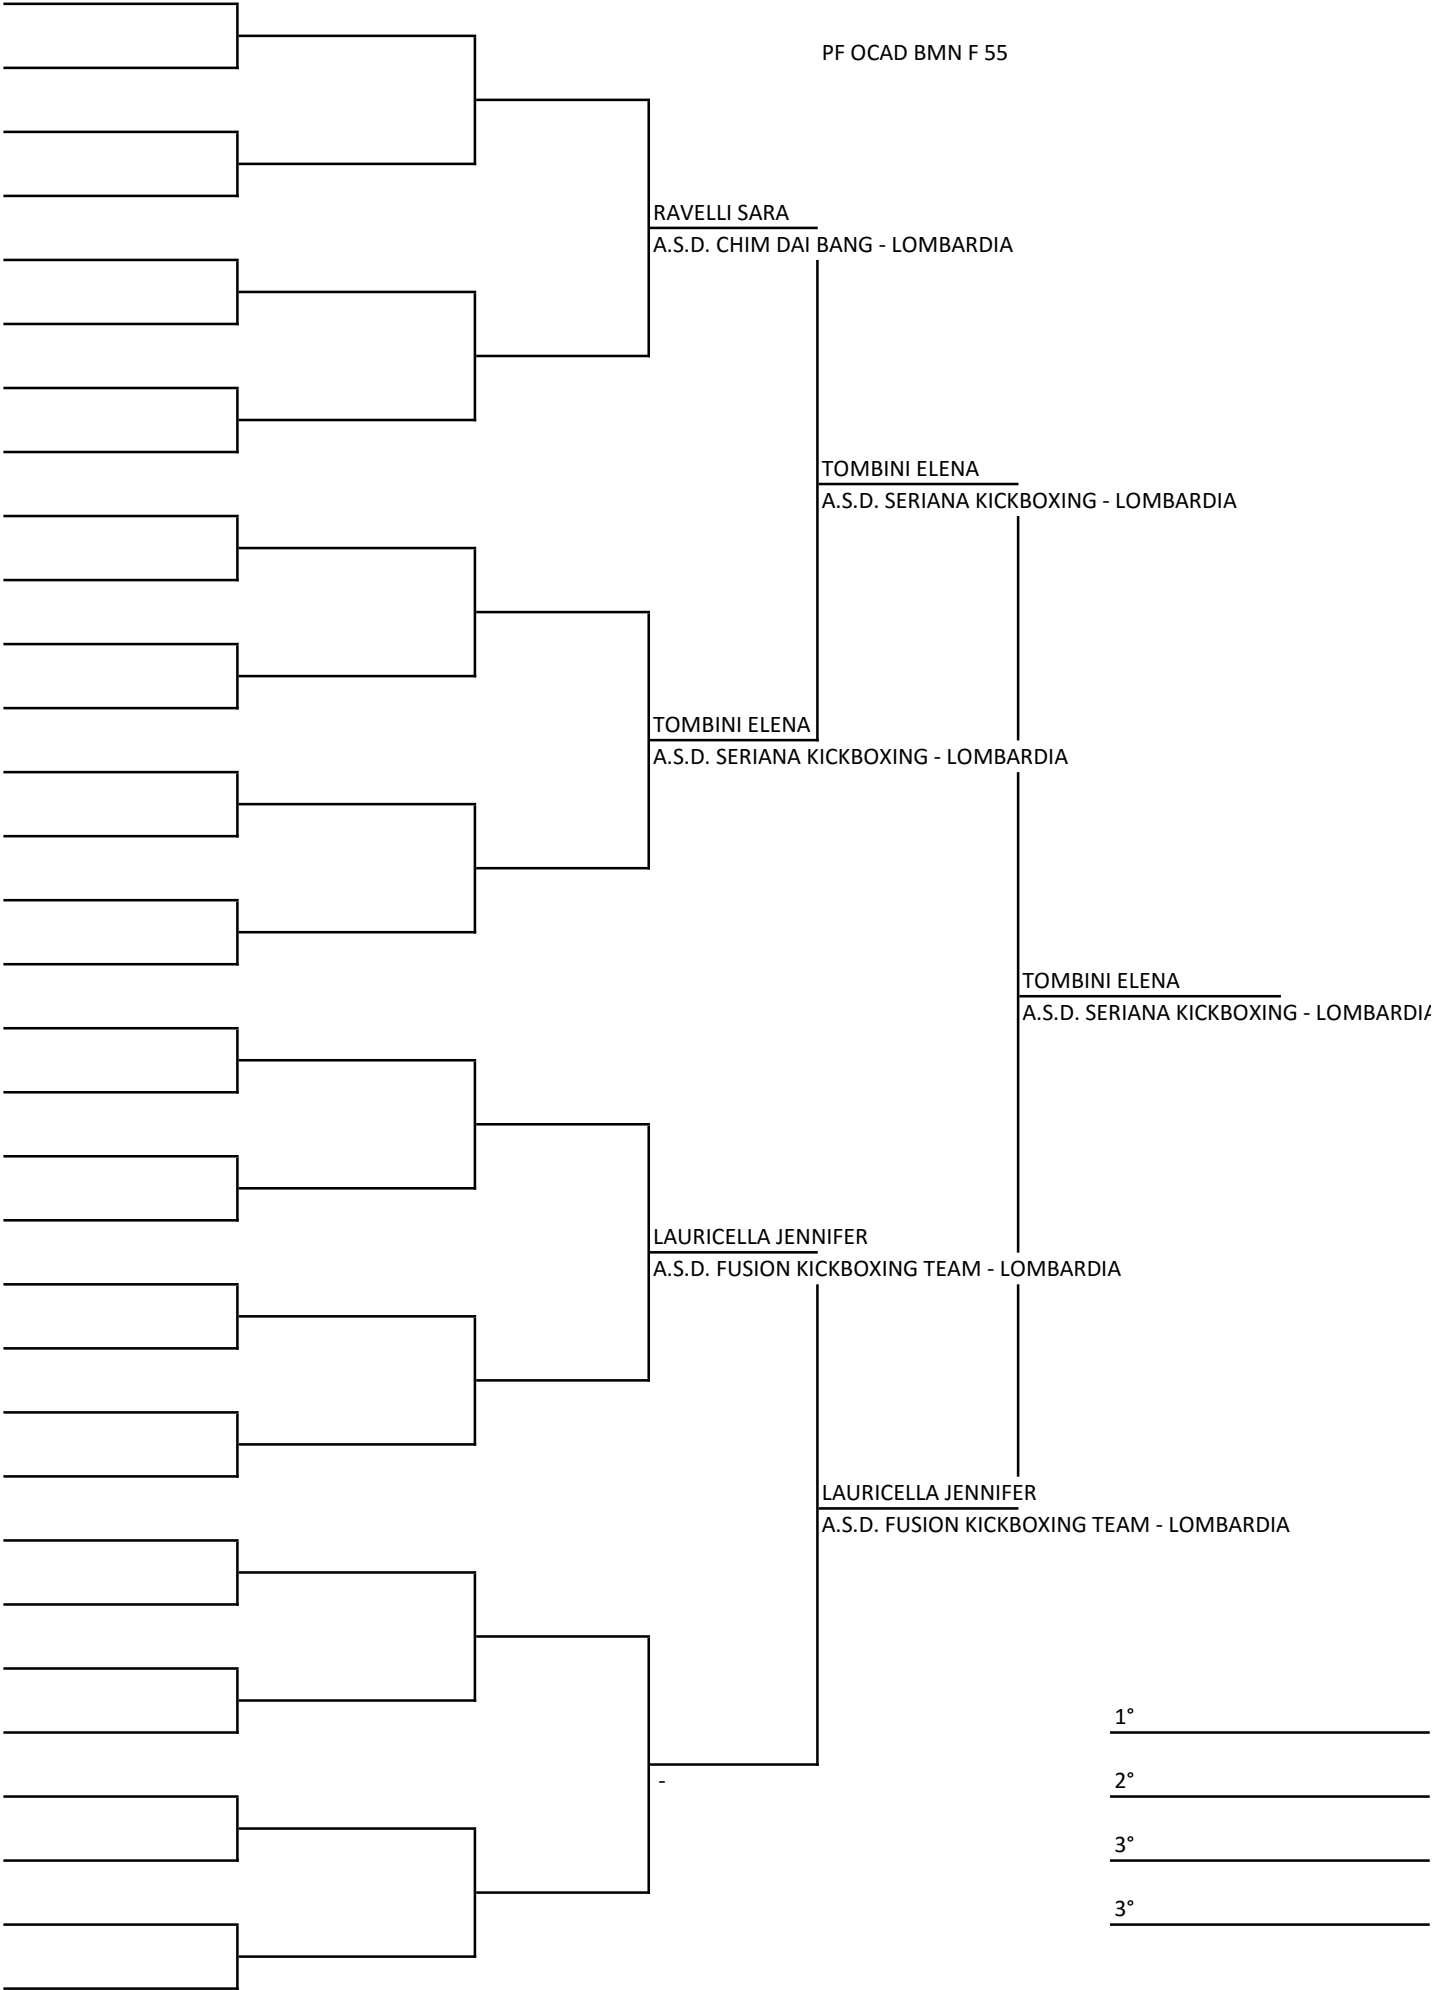 PF OCAD BMN F 55
RAVELLI SARA
A.S.D. CHIM DAI BANG - LOMBARDIA
TOMBINI ELENA
A.S.D. SERIANA KICKBOXING - LOMBARDIA
TOMBINI ELENA
A.S.D. SERIANA KICKBOXING - LOMBARDIA
TOMBINI ELENA
A.S.D. SERIANA KICKBOXING - LOMBARDIA
LAURICELLA JENNIFER
A.S.D. FUSION KICKBOXING TEAM - LOMBARDIA
LAURICELLA JENNIFER
A.S.D. FUSION KICKBOXING TEAM - LOMBARDIA
1°
-
2°
3°
3°